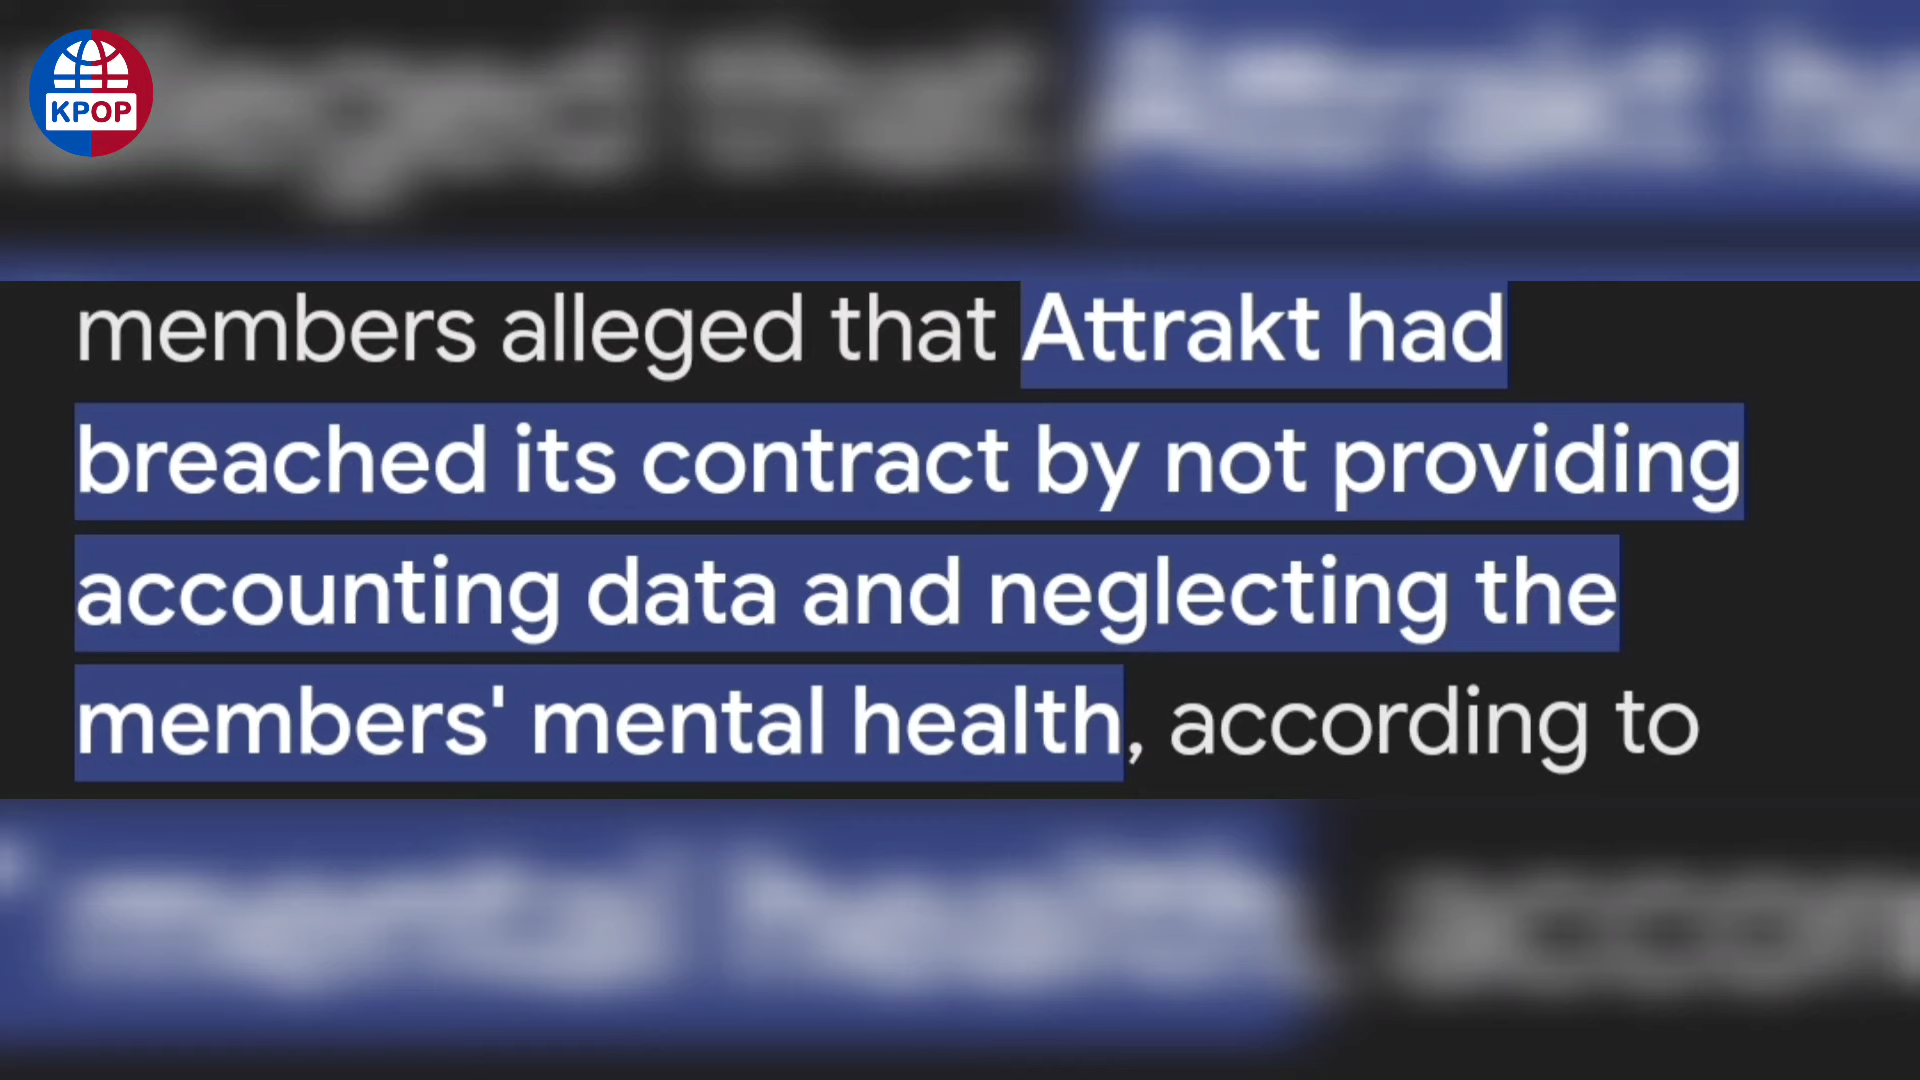 KPOP
members alleged that Attrakt had
breached its contract by not providing
accounting data and neglecting the
members' mental health, according to